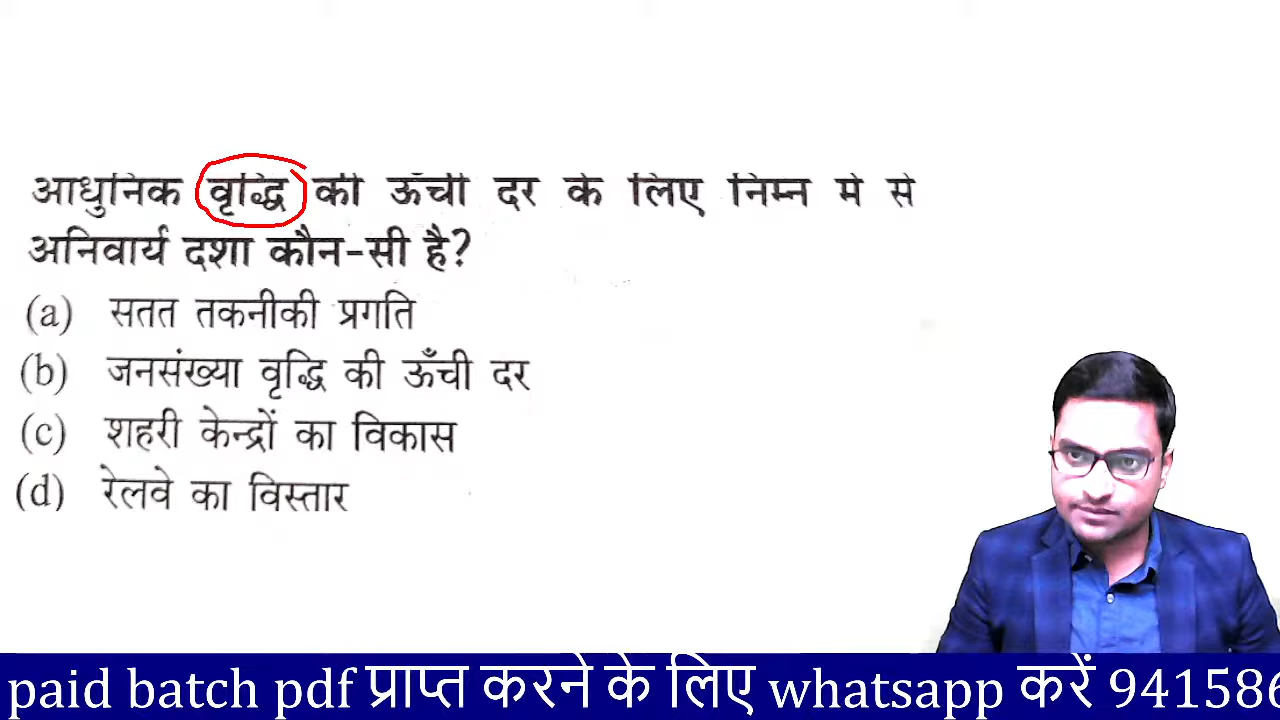 आधुनिक वृद्धि की ऊँची दर के लिए निम्न में से
अनिवार्य दशा कौन-सी है?
(a) सतत तकनीकी प्रगति
(b) जनसंख्या वृद्धि की ऊँची दर
(c) शहरी केन्द्रों का विकास
(d) रेलवे का विस्तार
paid batch pdf प्राप्त करने के लिए whatsapp करें 941586